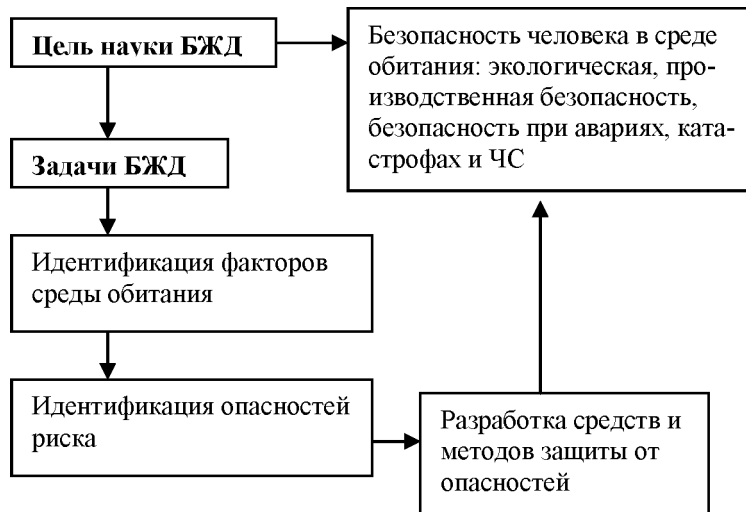 Цель науки БЖД
Безопасность человека в среде
обитания: экологическая, про-
изводственная безопасность,
безопасность при авариях, ката-
строфах и ЧС
Задачи БЖД
Идентификация факторов
среды обитания
Идентификация опасностей
риска
Разработка средств и
методов защиты от
опасностей